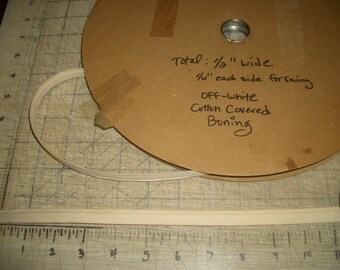 Total: 1/2" wide
1/4" each side for sewing
OFF-White
Cotton Covered
Boning
1 2 3 4 5 6 7 8 9 10